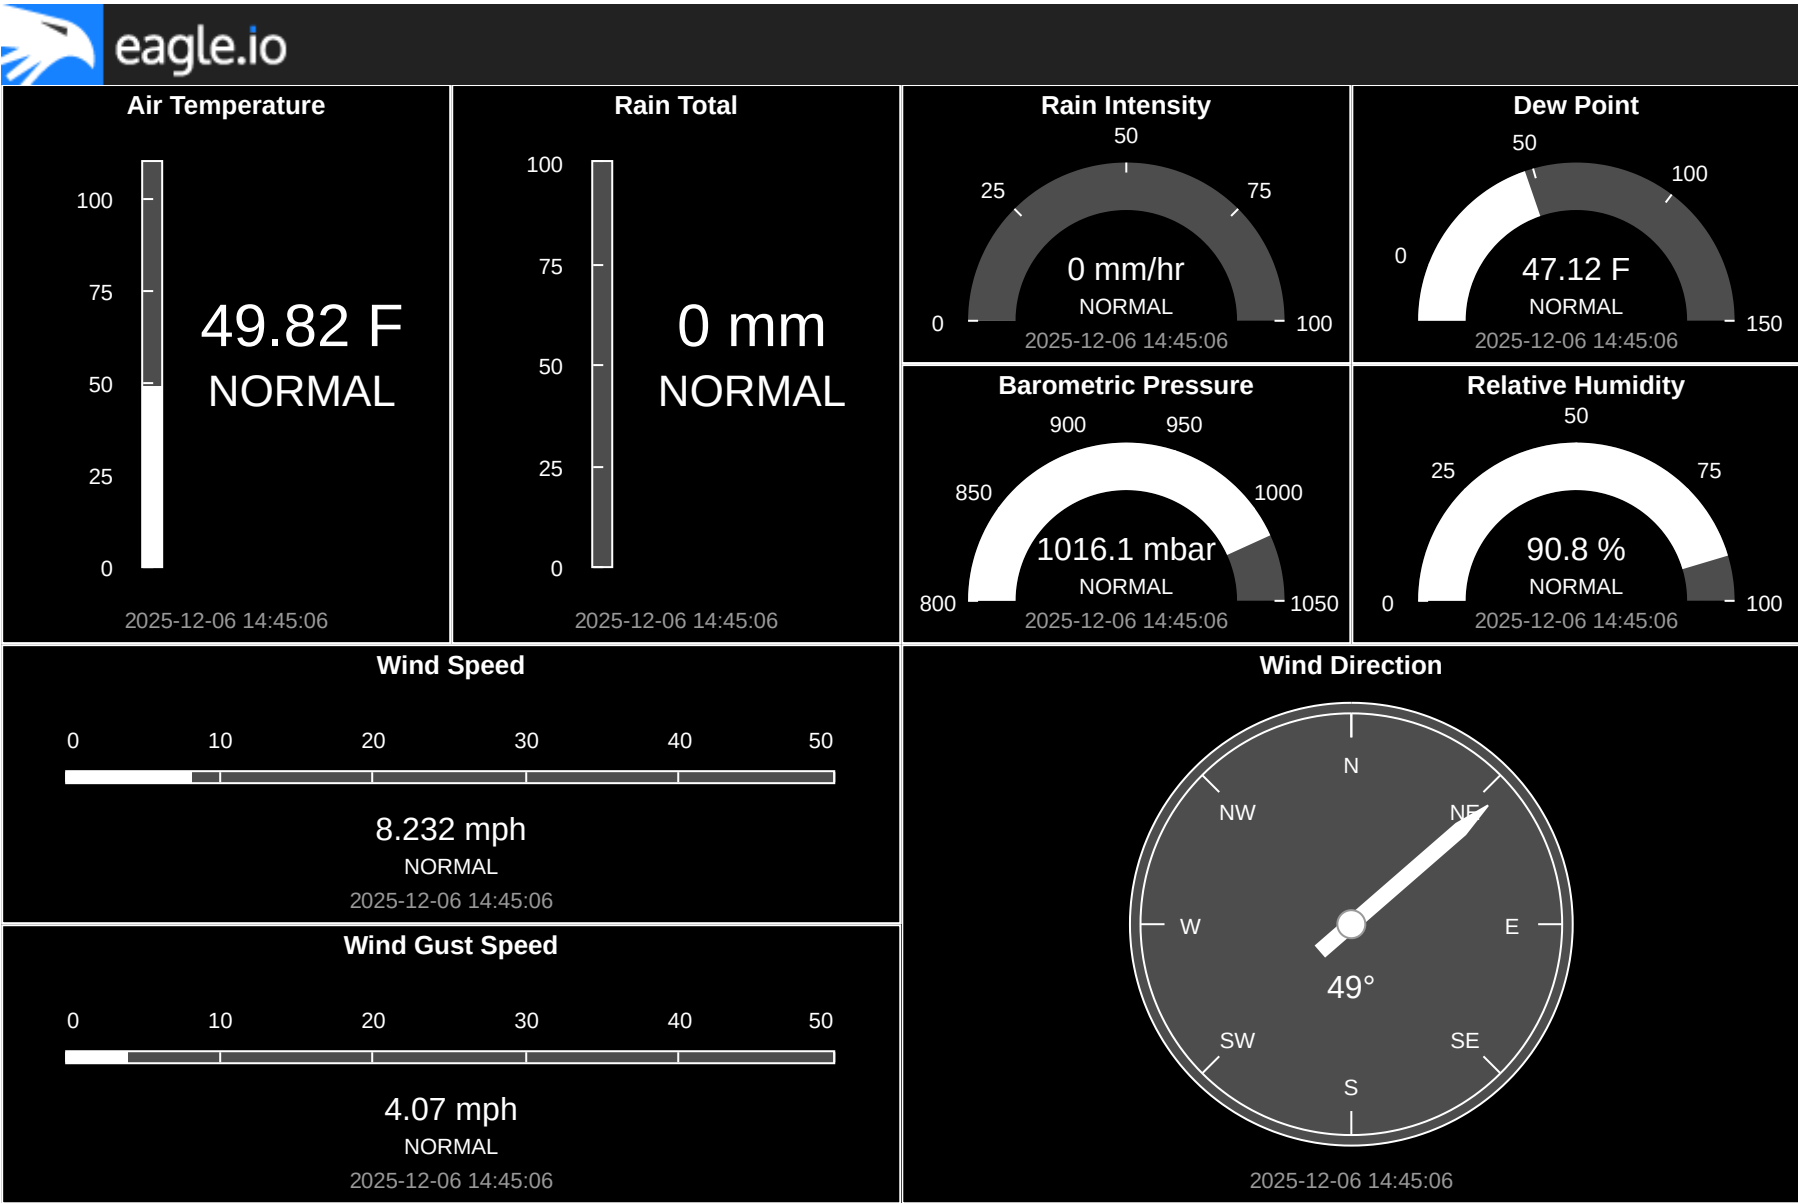 eagle.io
Air Temperature
100
75
50
25
0
49.82 F
NORMAL
2025-12-06 14:45:06
Rain Total
100
75
50
25
0
0 mm
NORMAL
2025-12-06 14:45:06
Rain Intensity
0
25
50
75
100
0 mm/hr
NORMAL
2025-12-06 14:45:06
Dew Point
0
50
100
150
47.12 F
NORMAL
2025-12-06 14:45:06
Barometric Pressure
800
850
900
950
1000
1050
1016.1 mbar
NORMAL
2025-12-06 14:45:06
Relative Humidity
0
25
50
75
100
90.8 %
NORMAL
2025-12-06 14:45:06
Wind Speed
0 10 20 30 40 50
8.232 mph
NORMAL
2025-12-06 14:45:06
Wind Gust Speed
0 10 20 30 40 50
4.07 mph
NORMAL
2025-12-06 14:45:06
Wind Direction
N
NW NE
W E
49°
SW SE
S
2025-12-06 14:45:06